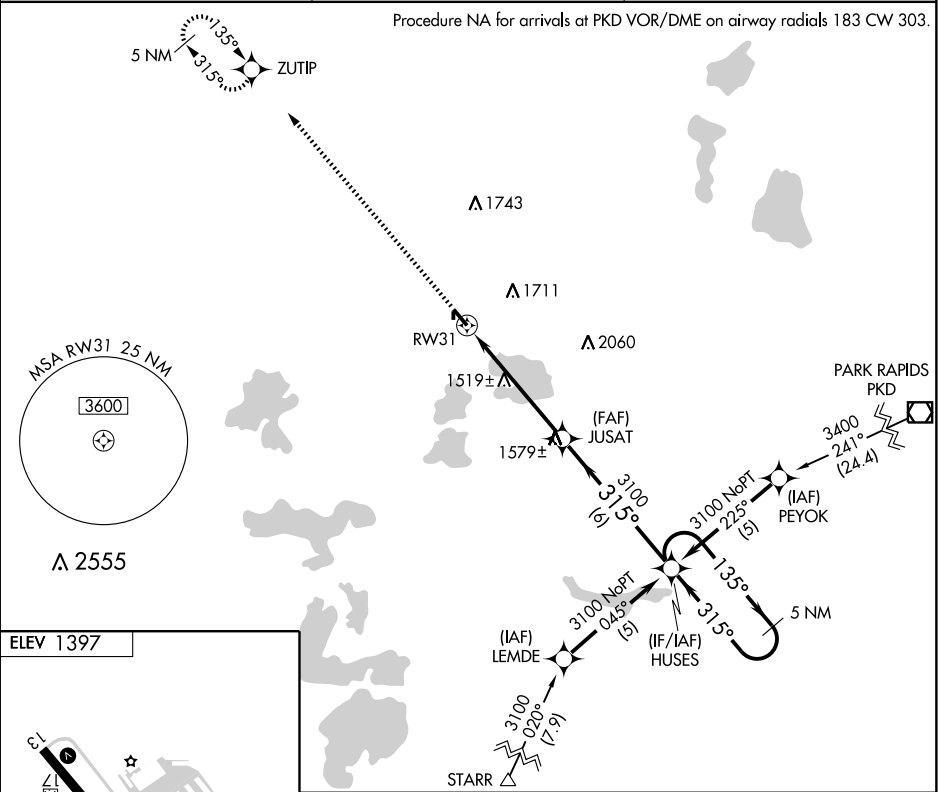 Procedure NA for arrivals at PKD VOR/DME on airway radials 183 CW 303.
5 NM
135°
315°
ZUTIP
1743
1711
RW31
2060
MSA RW31 25 NM
3600
1519±
PARK RAPIDS
PKD
(FAF)
JUSAT
1579±
3400
241°
(24.4)
3100
315°
(6)
3100 NoPT
225°
(5)
(IAF)
PEYOK
2555
135°
5 NM
3100 NoPT
045°
(5)
315°
(IF/IAF)
HUSES
(IAF)
LEMDE
ELEV 1397
3100
020°
(7.9)
STARR
13
17